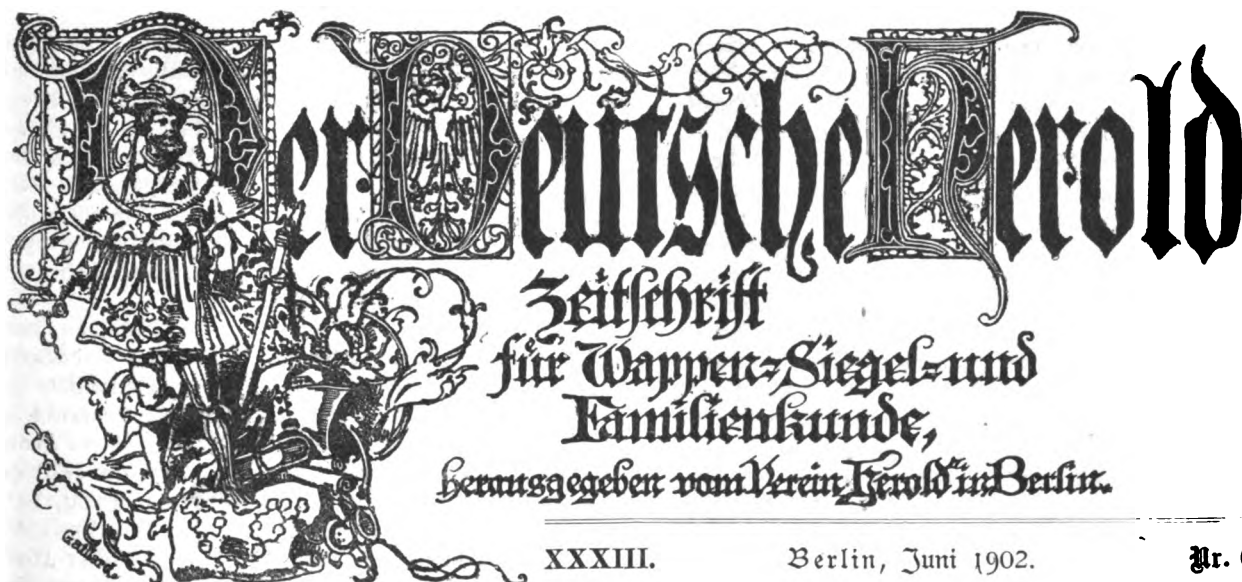 Der Deutsche Herold
Zeitschrift
für Wappen-Siegel-und
Familienkunde,
herausgegeben vom Verein Herold in Berlin.
XXXIII. Berlin, Juni 1902. Nr.